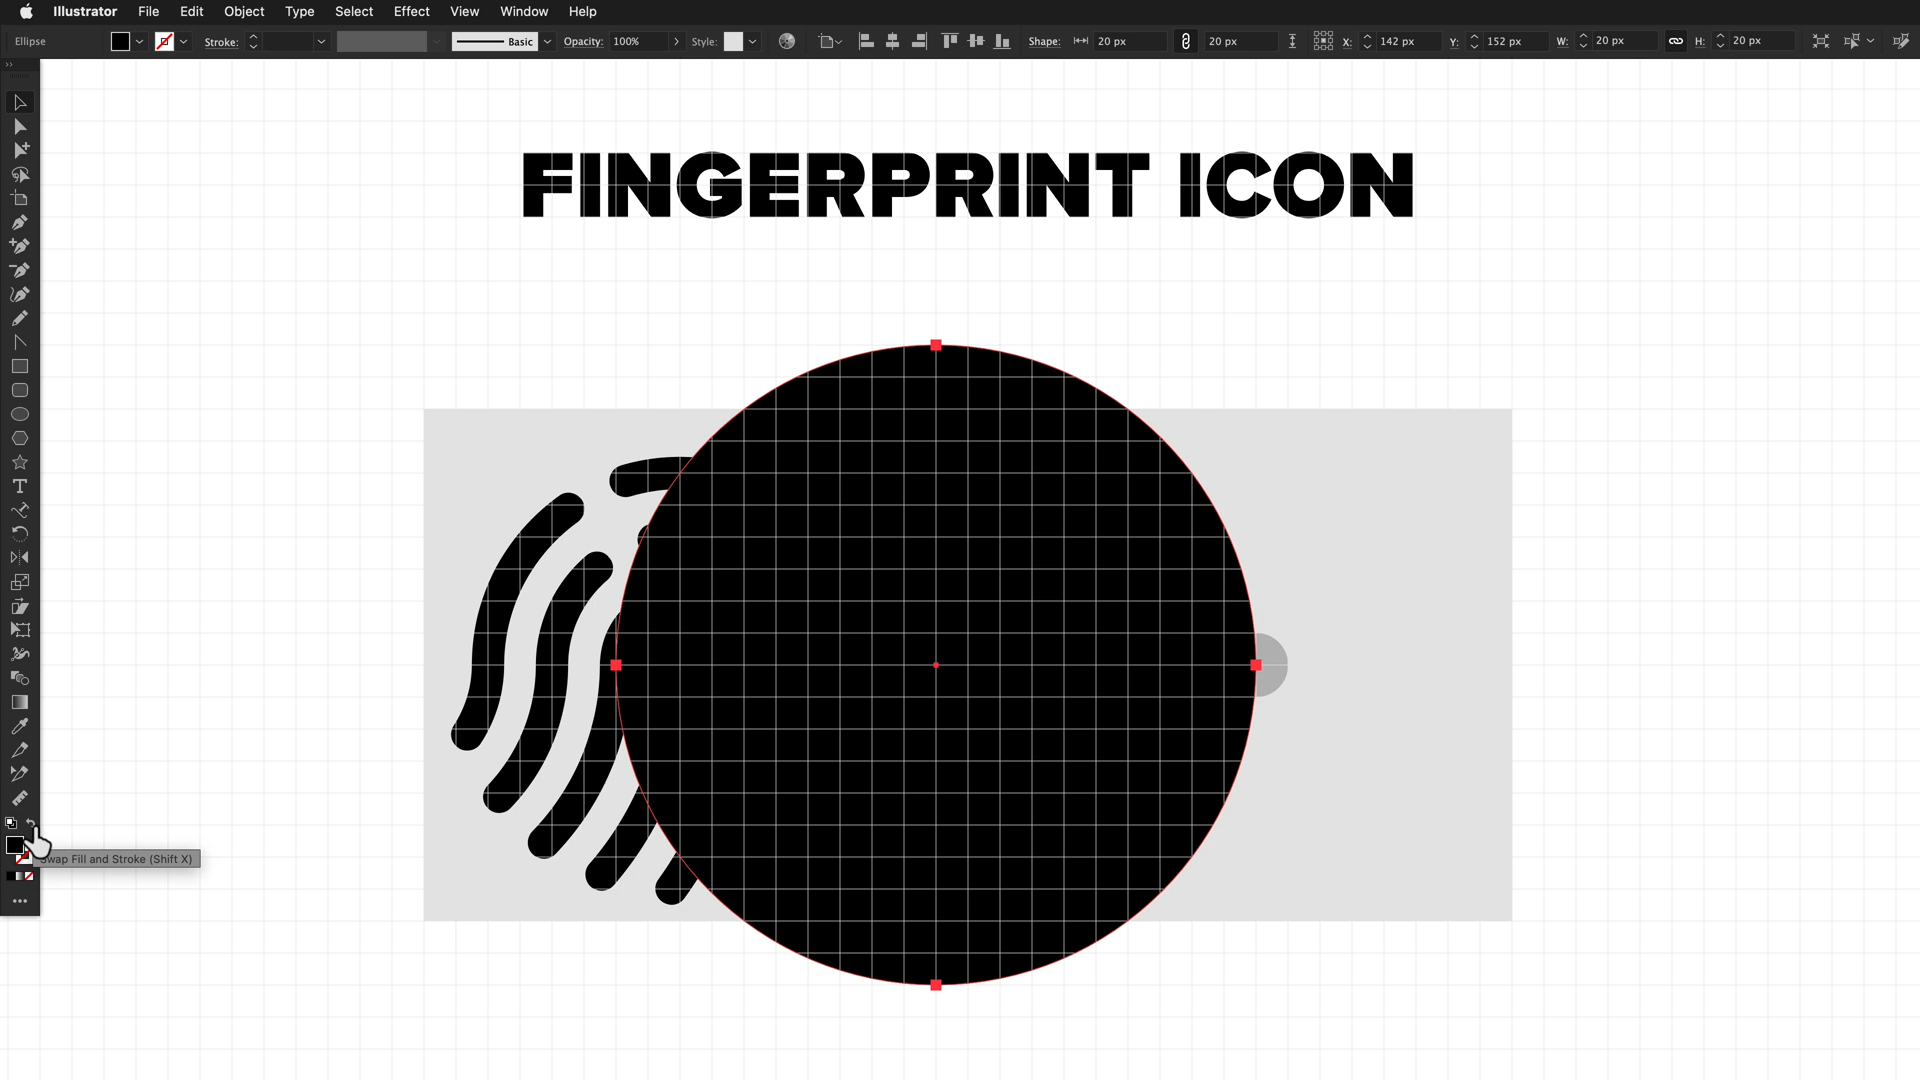 Illustrator File Edit Object Type Select Effect View Window Help
Ellipse Stroke: Basic Opacity: 100% Style: Shape: 20 px 20 px X: 142 px Y: 152 px W: 20 px H: 20 px
FINGERPRINT ICON
Swap Fill and Stroke (Shift X)